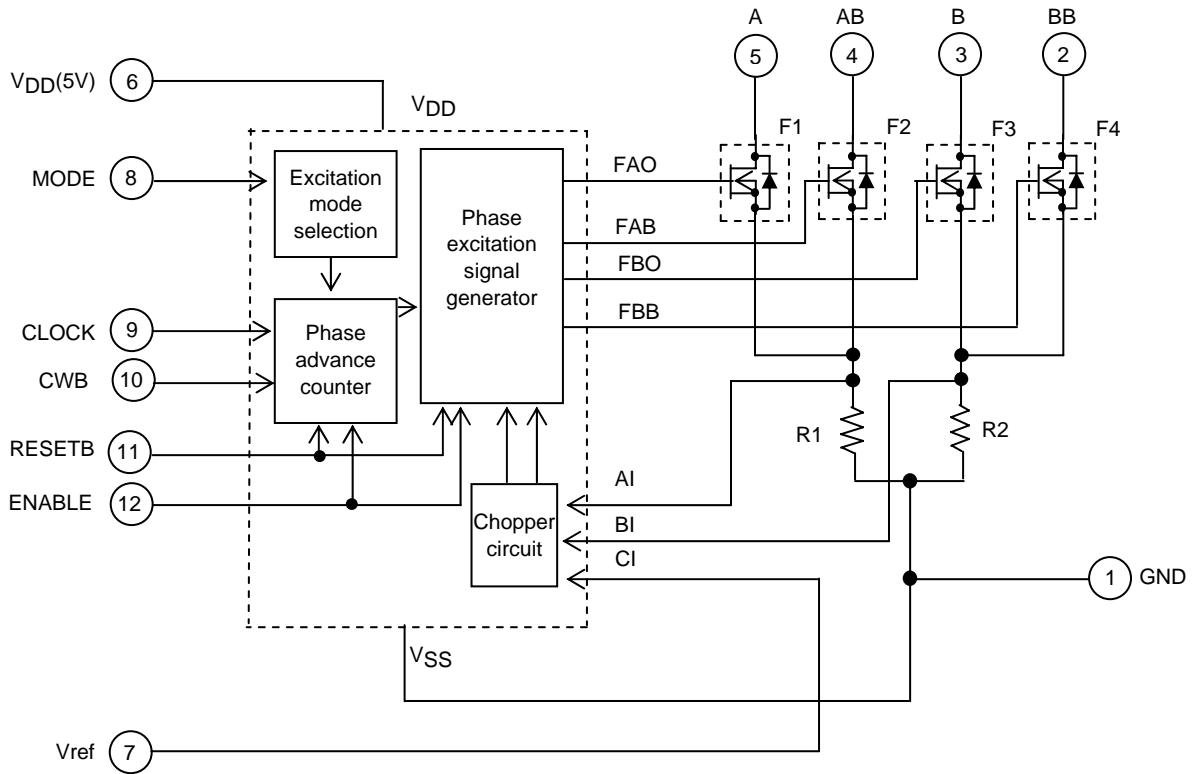 A AB B BB
5 4 3 2
VDD(5V) 6
VDD
F1 F2 F3 F4
MODE 8
Excitation
mode
selection
Phase
excitation
signal
generator
FAO
FAB
FBO
FBB
CLOCK 9
CWB 10
Phase
advance
counter
RESETB 11
ENABLE 12
R1 R2
Chopper
circuit
AI
BI
CI
1 GND
VSS
Vref 7